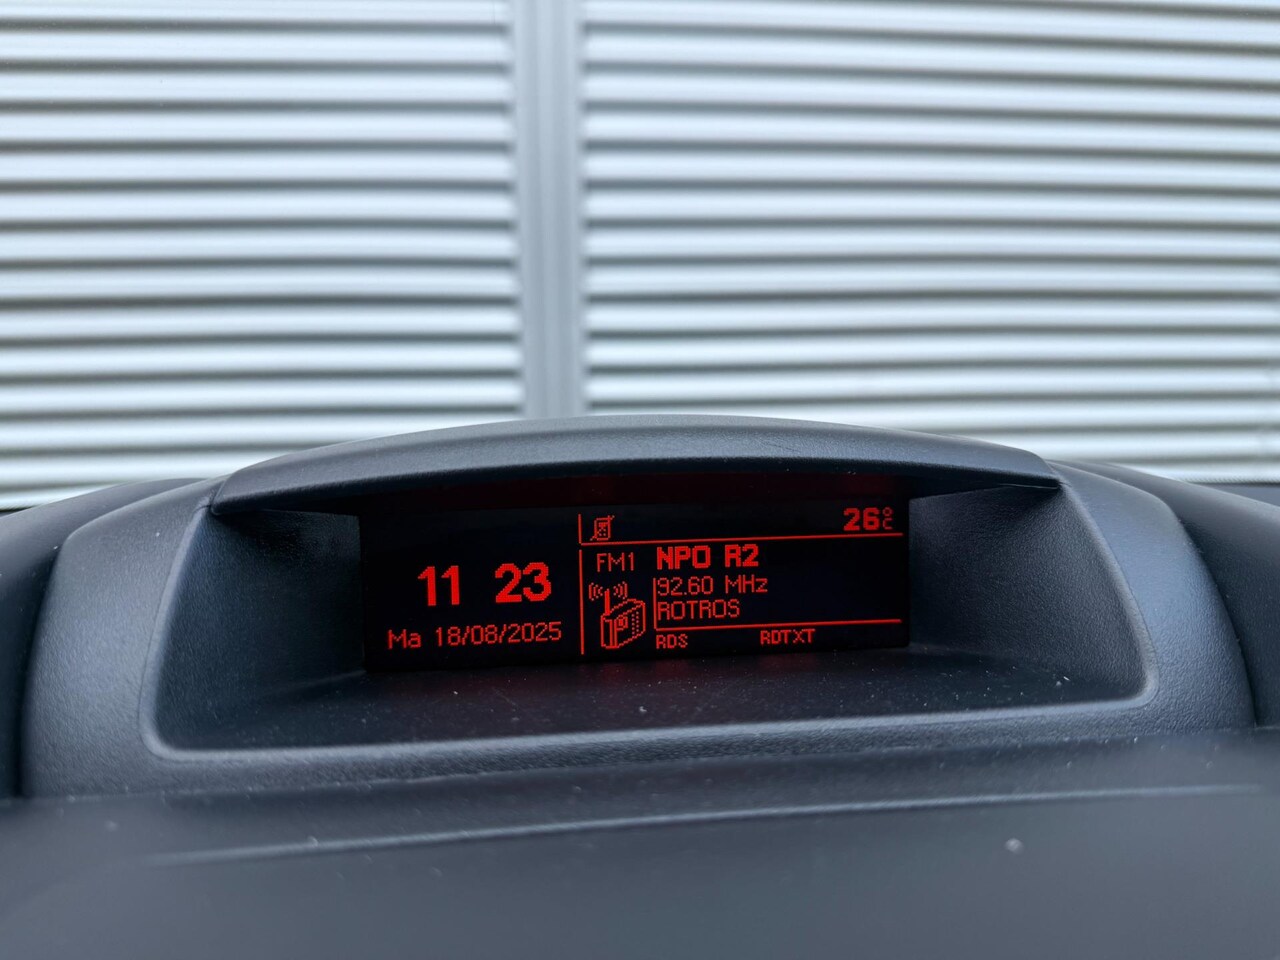 11 23
Ma 18/08/2025
26°C
FM1 NPO R2
92.60 MHz
ROTROS
RDS RDTXT